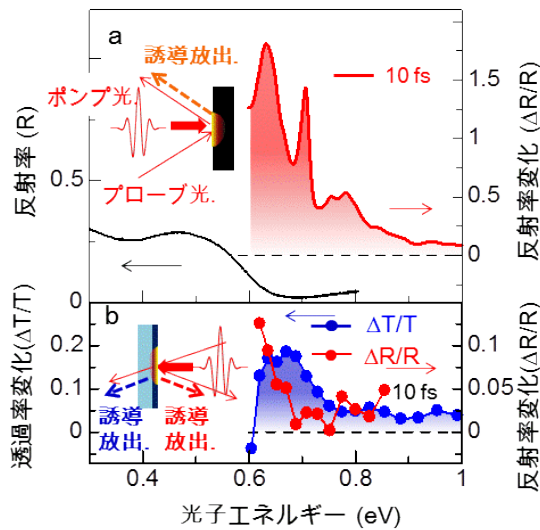 a
誘導放出.
ポンプ光.
プローブ光.
10 fs
反射率 (R)
0.5
0
反射率変化 (ΔR/R)
1.5
1
0.5
0
b
ΔT/T
ΔR/R
10 fs
誘導
放出.
誘導
放出.
透過率変化(ΔT/T)
0.2
0.1
0
反射率変化(ΔR/R)
0.1
0.05
0
0.4
0.6
0.8
1
光子エネルギー (eV)